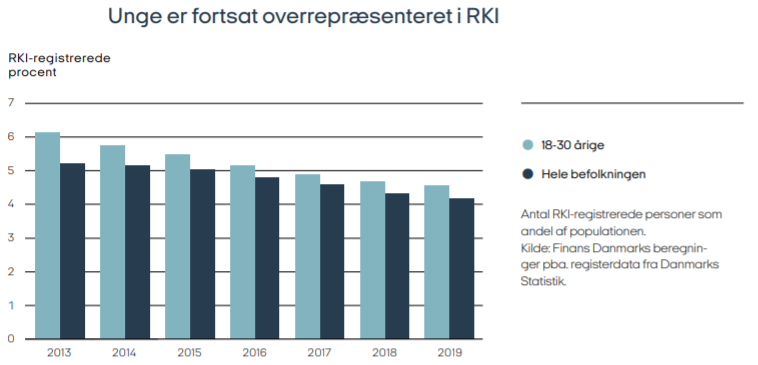 Unge er fortsat overrepræsenteret i RKI
RKI-registrerede
procent
7
6
5
4
3
2
1
0
2013
2014
2015
2016
2017
2018
2019
18-30 årige
Hele befolkningen
Antal RKI-registrerede personer som
andel af populationen.
Kilde: Finans Danmarks beregnin-
ger pba. registerdata fra Danmarks
Statistik.